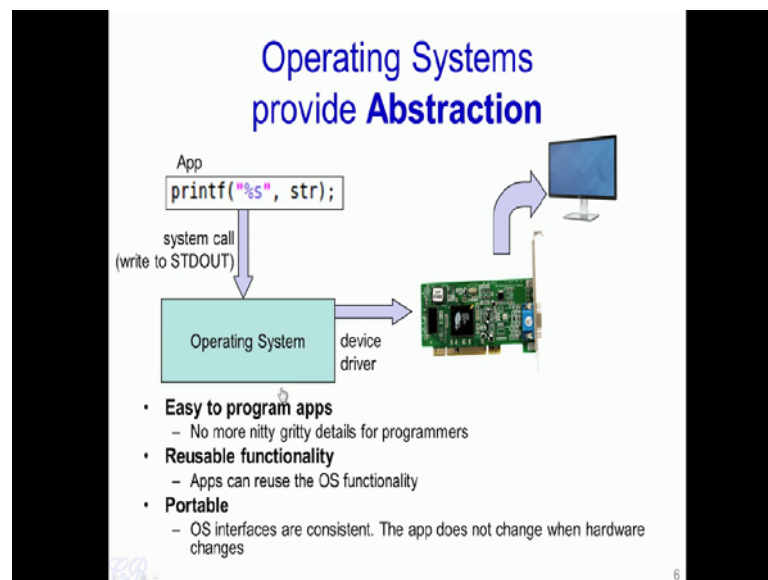 Operating Systems
provide Abstraction
App
printf("%s", str);
system call
(write to STDOUT)
Operating System
device
driver
• Easy to program apps
– No more nitty gritty details for programmers
• Reusable functionality
– Apps can reuse the OS functionality
• Portable
– OS interfaces are consistent. The app does not change when hardware
changes
6